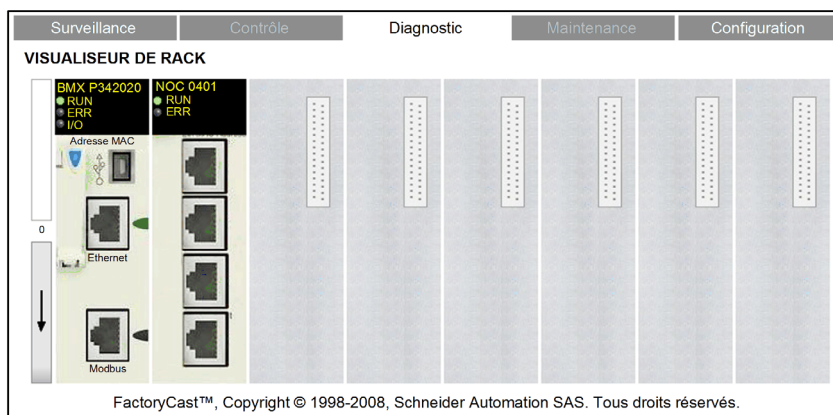 Surveillance
Contrôle
Diagnostic
Maintenance
Configuration
VISUALISEUR DE RACK
BMX P342020
RUN
ERR
I/O
Adresse MAC
Ethernet
Modbus
NOC 0401
RUN
ERR
0
FactoryCast™, Copyright © 1998-2008, Schneider Automation SAS. Tous droits réservés.